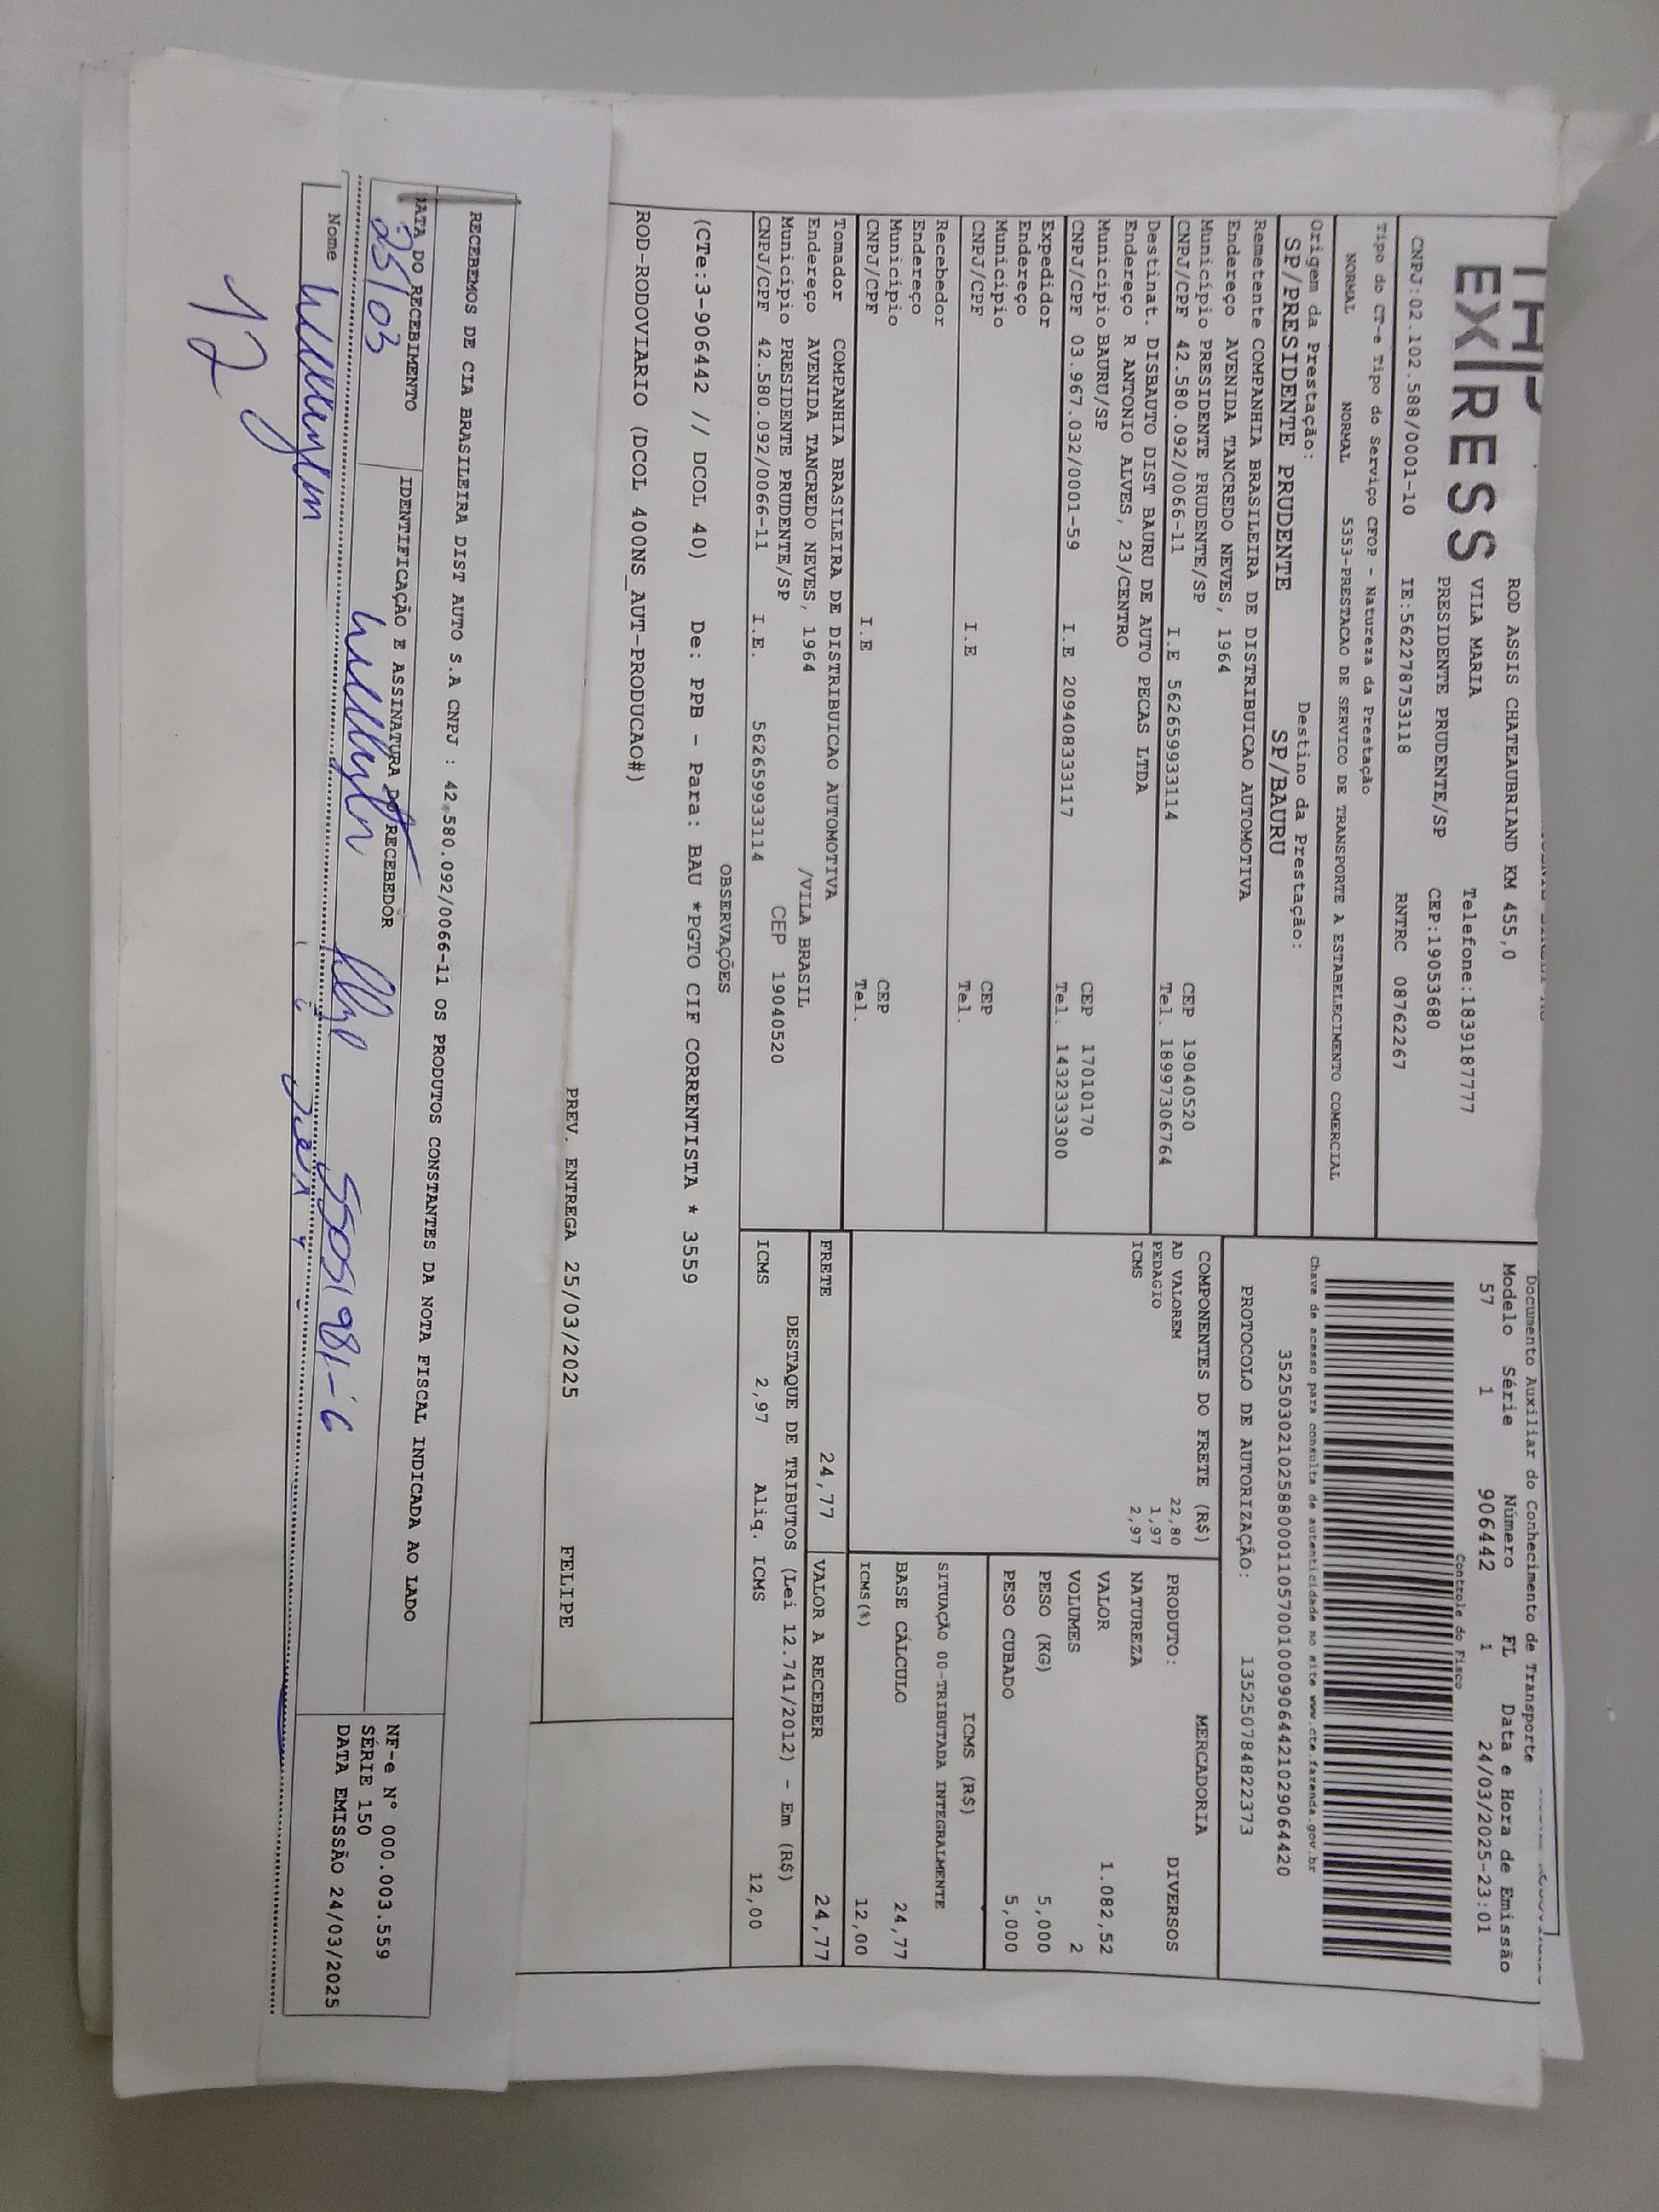 EXPRESS
ROD ASSIS CHATEAUBRIAND KM 455,0
VILA MARIA Telefone:1839187777
PRESIDENTE PRUDENTE/SP CEP:19053680
CNPJ:02.102.588/0001-10 IE:562278753118 RNTRC 08762267
Tipo do CT-e Tipo do Serviço CFOP - Natureza da Prestação
NORMAL NORMAL 5353-PRESTACAO DE SERVICO DE TRANSPORTE A ESTABELECIMENTO COMERCIAL
Origem da Prestação: Destino da Prestação:
SP/PRESIDENTE PRUDENTE SP/BAURU
Remetente COMPANHIA BRASILEIRA DE DISTRIBUICAO AUTOMOTIVA
Endereço AVENIDA TANCREDO NEVES, 1964
Municipio PRESIDENTE PRUDENTE/SP CEP 19040520
CNPJ/CPF 42.580.092/0066-11 I.E 562659933114 Tel. 18997306764
Destinat. DISBAUTO DIST BAURU DE AUTO PECAS LTDA
Endereço R ANTONIO ALVES, 23/CENTRO
Municipio BAURU/SP CEP 17010170
CNPJ/CPF 03.967.032/0001-59 I.E 209408333117 Tel. 1432333300
Expedidor
Endereço
Municipio CEP
CNPJ/CPF I.E Tel.
Recebedor
Endereço
Municipio CEP
CNPJ/CPF I.E Tel.
Tomador COMPANHIA BRASILEIRA DE DISTRIBUICAO AUTOMOTIVA
Endereço AVENIDA TANCREDO NEVES, 1964 /VILA BRASIL
Municipio PRESIDENTE PRUDENTE/SP CEP 19040520
CNPJ/CPF 42.580.092/0066-11 I.E. 562659933114
Documento Auxiliar do Conhecimento de Transporte
Modelo Série Número FL Data e Hora de Emissão
57 1 906442 1 24/03/2025-23:01
Controle do Fisco
Chave de acesso para consulta de autenticidade no site www.cte.fazenda.gov.br
35250302102588000110570010009064421029064420
PROTOCOLO DE AUTORIZAÇÃO: 135250784822373
COMPONENTES DO FRETE (R$)
AD VALOREM 22,80
PEDAGIO 1,97
ICMS 2,97
MERCADORIA
PRODUTO: DIVERSOS
NATUREZA
VALOR 1.082,52
VOLUMES 2
PESO (KG) 5,000
PESO CUBADO 5,000
ICMS (R$)
SITUAÇÃO 00-TRIBUTADA INTEGRALMENTE
BASE CÁLCULO 24,77
ICMS(%) 12,00
FRETE 24,77 VALOR A RECEBER 24,77
DESTAQUE DE TRIBUTOS (Lei 12.741/2012) - Em (R$)
ICMS 2,97 Aliq. ICMS 12,00
OBSERVAÇÕES
(CTe:3-906442 // DCOL 40) De: PPB - Para: BAU *PGTO CIF CORRENTISTA * 3559
ROD-RODOVIARIO (DCOL 400NS_AUT-PRODUCAO#)
PREV. ENTREGA 25/03/2025 FELIPE
RECEBEMOS DE CIA BRASILEIRA DIST AUTO S.A CNPJ : 42.580.092/0066-11 OS PRODUTOS CONSTANTES DA NOTA FISCAL INDICADA AO LADO
DATA DO RECEBIMENTO IDENTIFICAÇÃO E ASSINATURA DO RECEBEDOR
25/03
NF-e Nº 000.003.559
SÉRIE 150
DATA EMISSÃO 24/03/2025
Nome
12